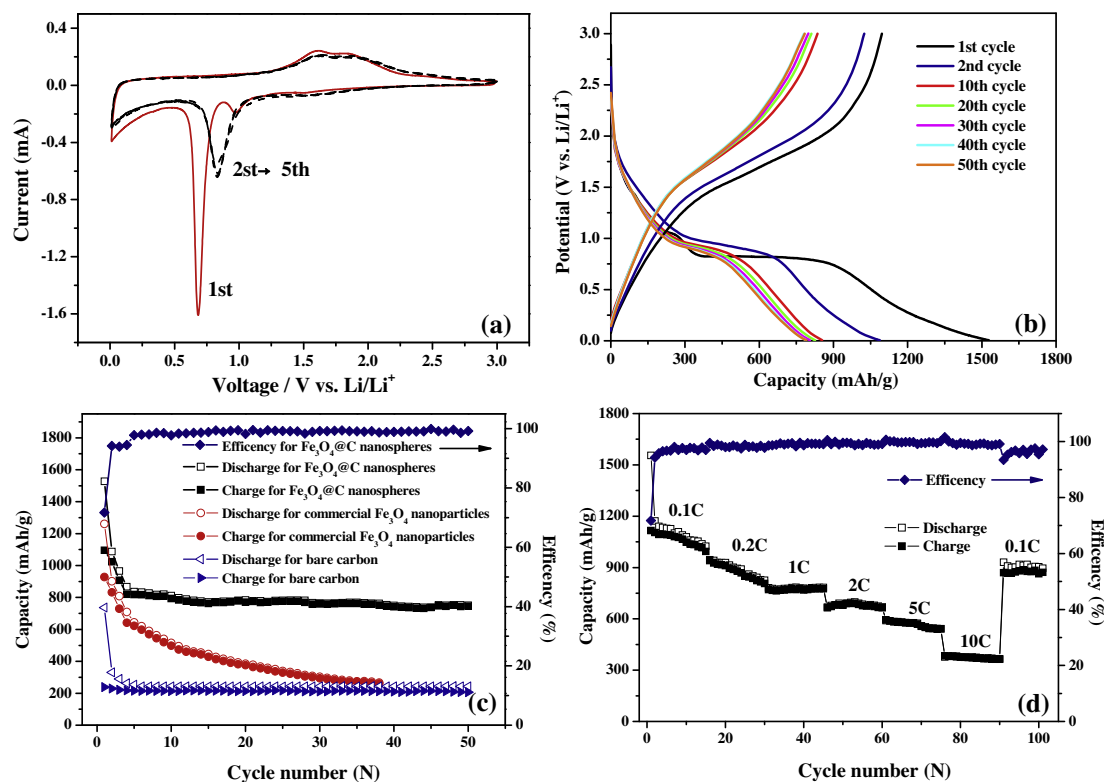 0.4
0.0
-0.4
-0.8
-1.2
-1.6
Current (mA)
2st→ 5th
1st
(a)
0.0 0.5 1.0 1.5 2.0 2.5 3.0
Voltage / V vs. Li/Li⁺
3.0
2.5
2.0
1.5
1.0
0.5
0.0
Potential (V vs. Li/Li⁺)
1st cycle
2nd cycle
10th cycle
20th cycle
30th cycle
40th cycle
50th cycle
(b)
0 300 600 900 1200 1500 1800
Capacity (mAh/g)
1800
1600
1400
1200
1000
800
600
400
200
0
Capacity (mAh/g)
Efficency for Fe₃O₄@C nanospheres
Discharge for Fe₃O₄@C nanospheres
Charge for Fe₃O₄@C nanospheres
Discharge for commercial Fe₃O₄ nanoparticles
Charge for commercial Fe₃O₄ nanoparticles
Discharge for bare carbon
Charge for bare carbon
(c)
100
80
60
40
20
0
Efficency (%)
0 10 20 30 40 50
Cycle number (N)
1800
1500
1200
900
600
300
0
Capacity (mAh/g)
Efficency
Discharge
Charge
0.1C
0.2C
1C
2C
5C
10C
0.1C
(d)
100
80
60
40
20
0
Efficency (%)
0 20 40 60 80 100
Cycle number (N)